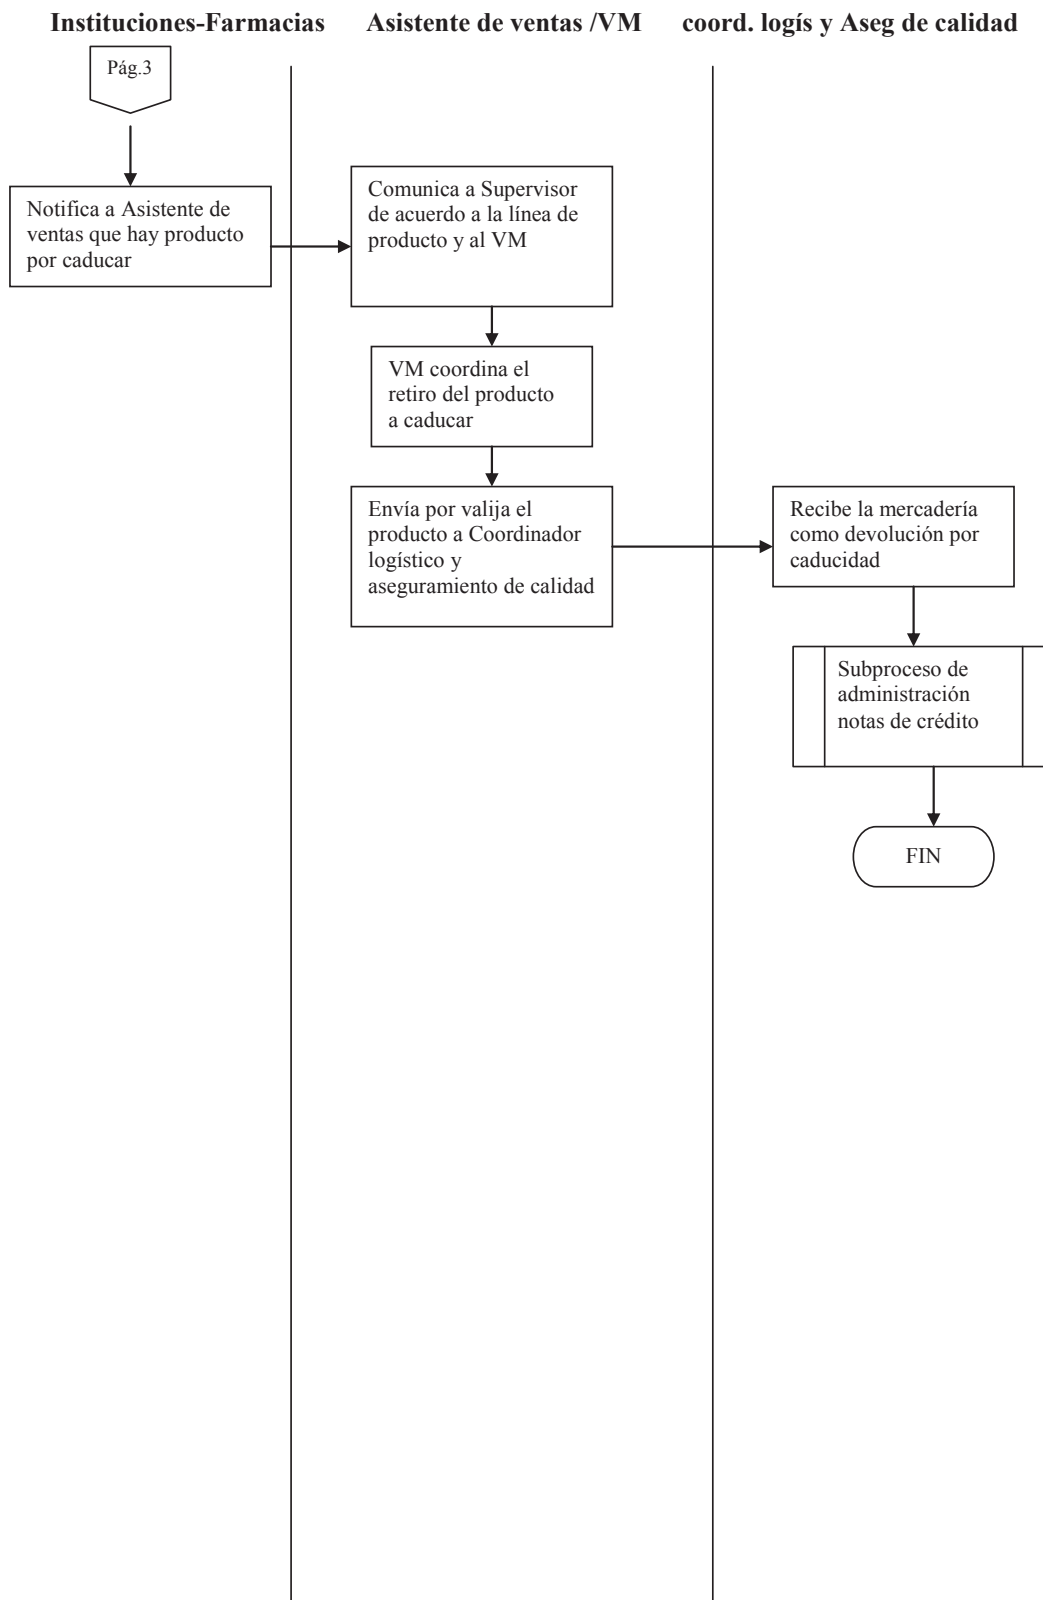 Instituciones-Farmacias Asistente de ventas /VM coord. logís y Aseg de calidad
Pág.3
Notifica a Asistente de
ventas que hay producto
por caducar
Comunica a Supervisor
de acuerdo a la línea de
producto y al VM
VM coordina el
retiro del producto
a caducar
Envía por valija el
producto a Coordinador
logístico y
aseguramiento de calidad
Recibe la mercadería
como devolución por
caducidad
Subproceso de
administración
notas de crédito
FIN